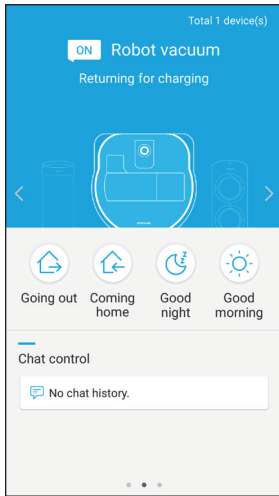 Total 1 device(s)
ON Robot vacuum
Returning for charging
Going out
Coming home
Good night
Good morning
Chat control
No chat history.